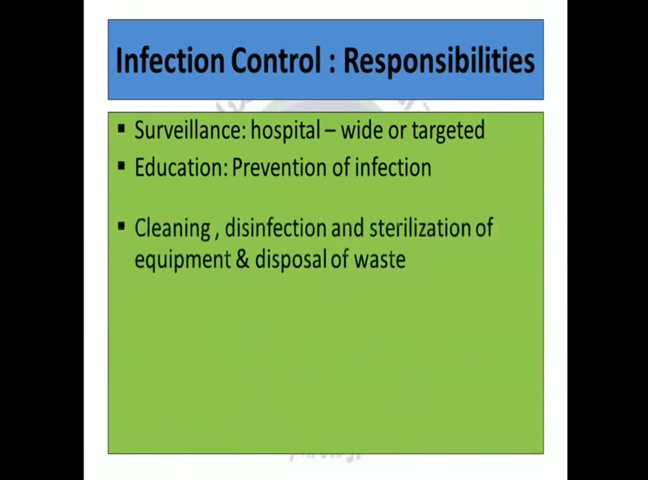 Infection Control : Responsibilities
▪ Surveillance: hospital – wide or targeted
▪ Education: Prevention of infection
▪ Cleaning , disinfection and sterilization of
equipment & disposal of waste